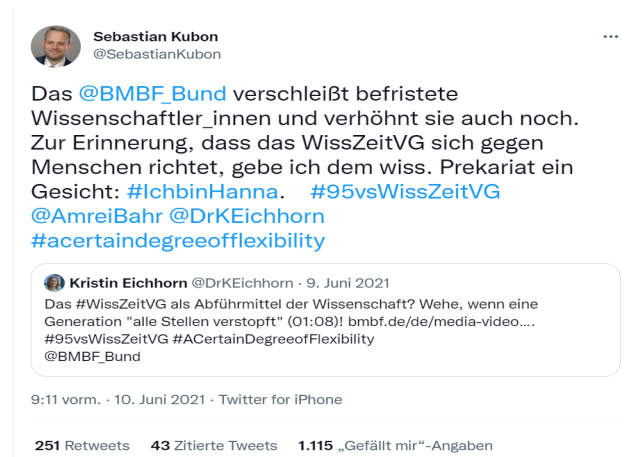 Sebastian Kubon
@SebastianKubon
Das @BMBF_Bund verschleißt befristete
Wissenschaftler_innen und verhöhnt sie auch noch.
Zur Erinnerung, dass das WissZeitVG sich gegen
Menschen richtet, gebe ich dem wiss. Prekariat ein
Gesicht: #IchbinHanna. #95vsWissZeitVG
@AmreiBahr @DrKEichhorn
#acertaindegreeofflexibility
Kristin Eichhorn @DrKEichhorn · 9. Juni 2021
Das #WissZeitVG als Abführmittel der Wissenschaft? Wehe, wenn eine
Generation "alle Stellen verstopft" (01:08)! bmbf.de/de/media-video....
#95vsWissZeitVG #ACertainDegreeofFlexibility
@BMBF_Bund
9:11 vorm. · 10. Juni 2021 · Twitter for iPhone
251 Retweets 43 Zitierte Tweets 1.115 „Gefällt mir“-Angaben